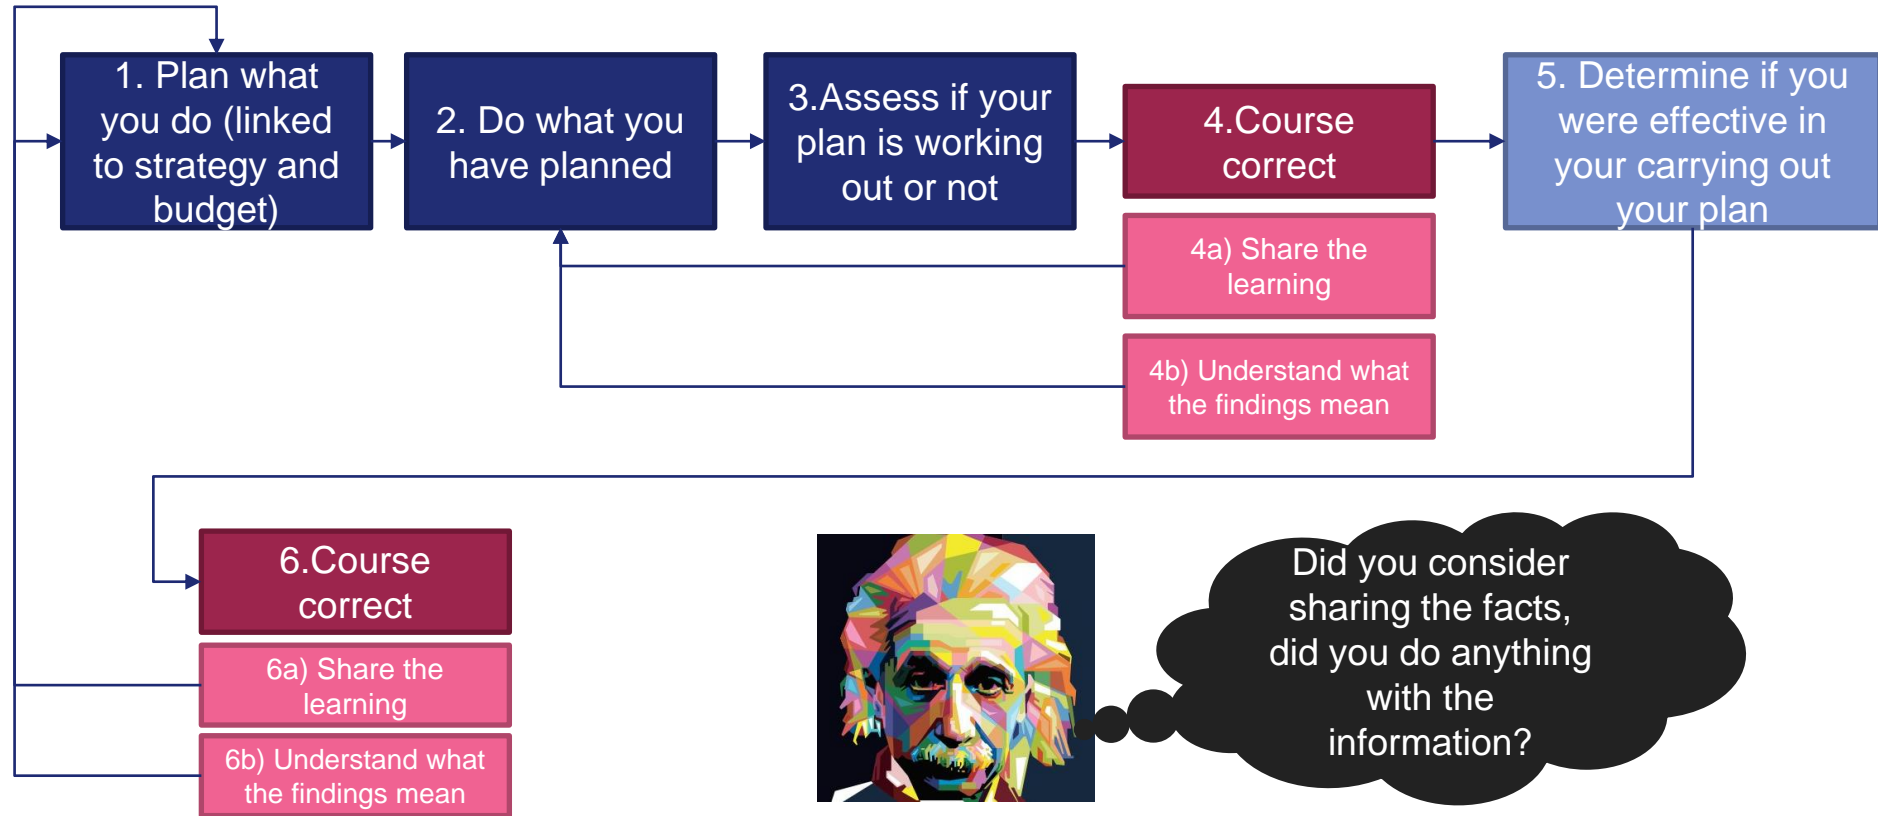 1. Plan what
you do (linked
to strategy and
budget)
2. Do what you
have planned
3.Assess if your
plan is working
out or not
4.Course
correct
4a) Share the
learning
4b) Understand what
the findings mean
5. Determine if you
were effective in
your carrying out
your plan
6.Course
correct
6a) Share the
learning
6b) Understand what
the findings mean
Did you consider
sharing the facts,
did you do anything
with the
information?